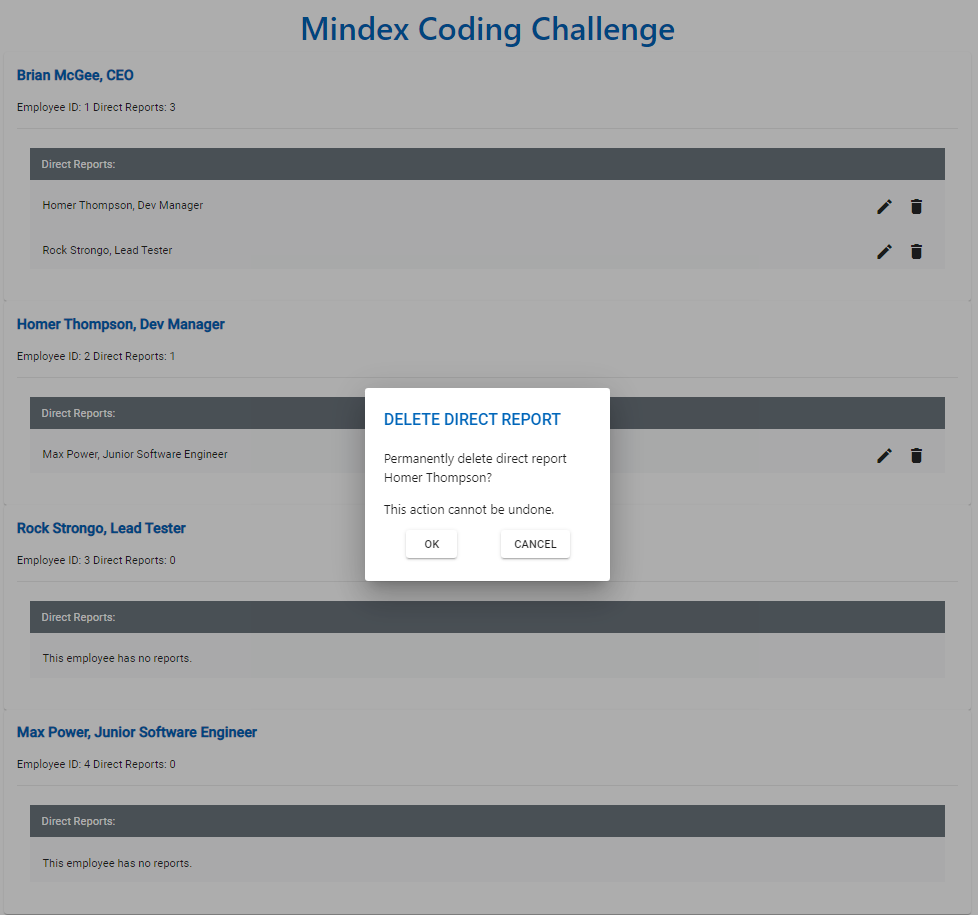 Mindex Coding Challenge
Brian McGee, CEO
Employee ID: 1 Direct Reports: 3
Direct Reports:
Homer Thompson, Dev Manager
Rock Strongo, Lead Tester
Homer Thompson, Dev Manager
Employee ID: 2 Direct Reports: 1
Direct Reports:
Max Power, Junior Software Engineer
DELETE DIRECT REPORT
Permanently delete direct report
Homer Thompson?
This action cannot be undone.
OK CANCEL
Rock Strongo, Lead Tester
Employee ID: 3 Direct Reports: 0
Direct Reports:
This employee has no reports.
Max Power, Junior Software Engineer
Employee ID: 4 Direct Reports: 0
Direct Reports:
This employee has no reports.